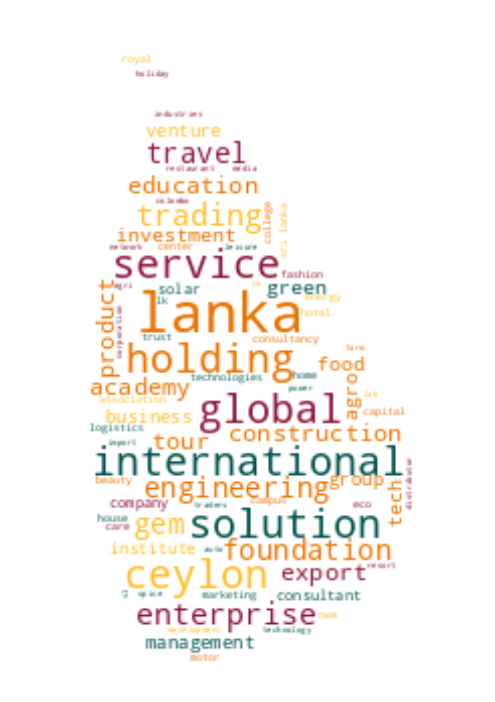 royal
holiday
industries
venture
travel
restaurant media
education
colombo
trading college sri lanka
investment
network center leisure
service
fashion
agri solar green
lk energy
product corporation lanka hotel
trust consultancy
holding farm
technologies home food
academy power agro
association
business global capital
logistics
import tour construction
international
beauty engineering group tech distributor
company traders campus eco
house
care gem solution
institute auto foundation
ceylon export resort
spice marketing consultant
enterprise new
development technology
management
motor